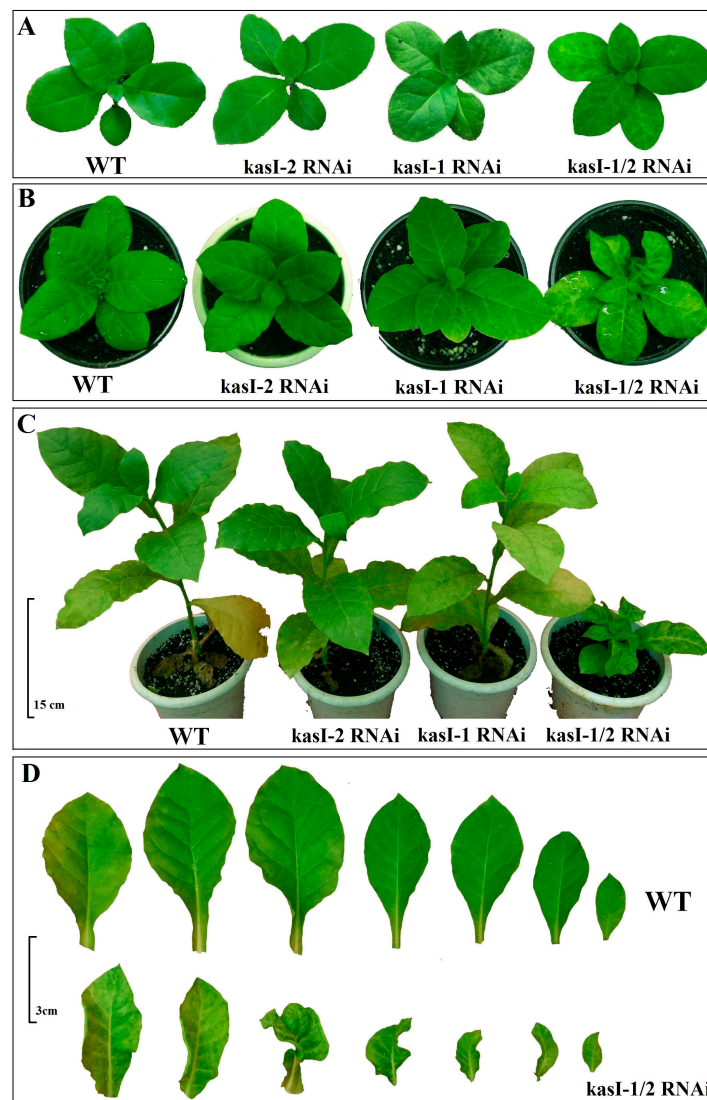 A
WT
kasI-2 RNAi
kasI-1 RNAi
kasI-1/2 RNAi
B
WT
kasI-2 RNAi
kasI-1 RNAi
kasI-1/2 RNAi
C
15 cm
WT
kasI-2 RNAi
kasI-1 RNAi
kasI-1/2 RNAi
D
WT
3cm
kasI-1/2 RNAi